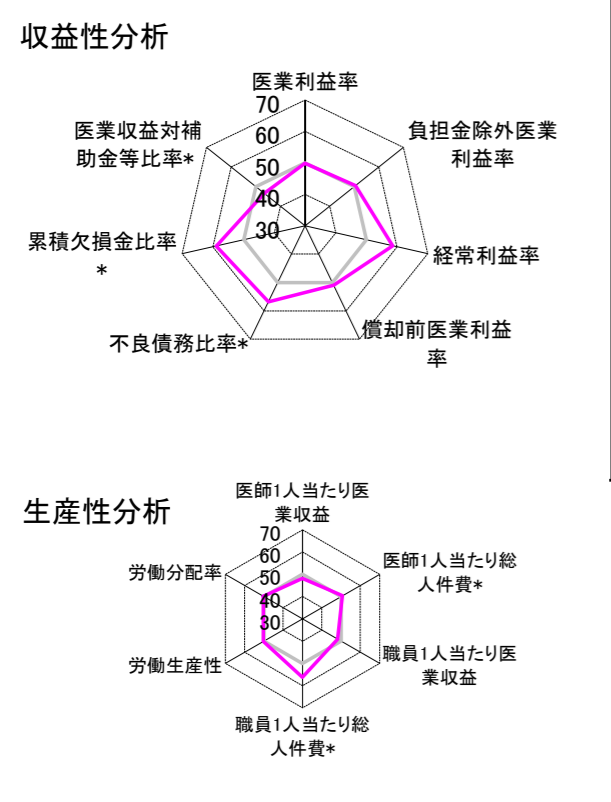 収益性分析
医業利益率
70
60
50
40
30
負担金除外医業
利益率
経常利益率
償却前医業利益
率
不良債務比率*
累積欠損金比率
*
医業収益対補
助金等比率*
生産性分析
医師1人当たり医
業収益
70
60
50
40
30
医師1人当たり総
人件費*
職員1人当たり医
業収益
職員1人当たり総
人件費*
労働生産性
労働分配率